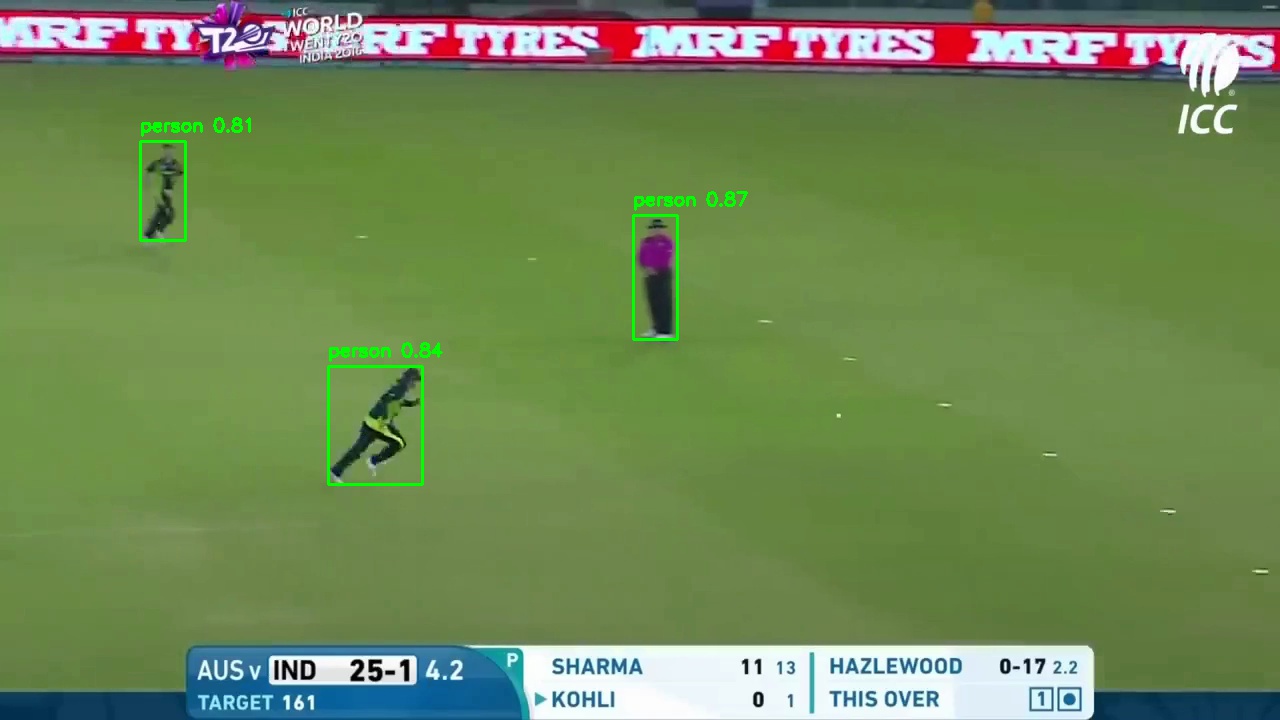 MRF TYRES MRF TYRES MRF TYRES
ICC
WORLD
TWENTY20
INDIA 2016
T20
ICC
person 0.81
person 0.87
person 0.84
AUS v IND 25-1 4.2 P
TARGET 161
SHARMA 11 13
KOHLI 0 1
HAZLEWOOD 0-17 2.2
THIS OVER 1